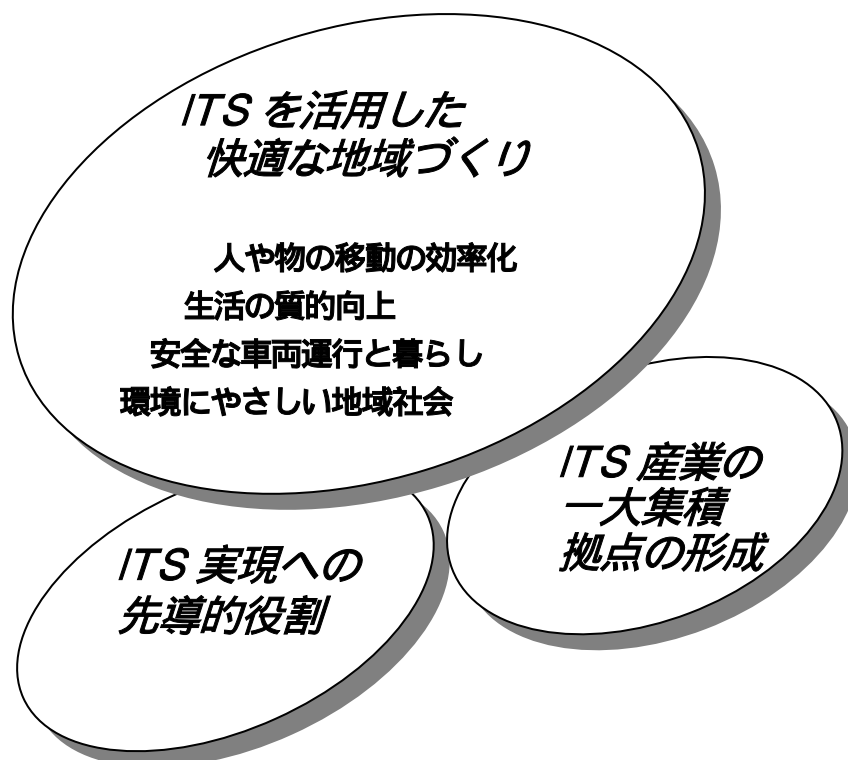 ITS を活用した
快適な地域づくり
人や物の移動の効率化
生活の質的向上
安全な車両運行と暮らし
環境にやさしい地域社会
ITS 産業の
一大集積
拠点の形成
ITS 実現への
先導的役割